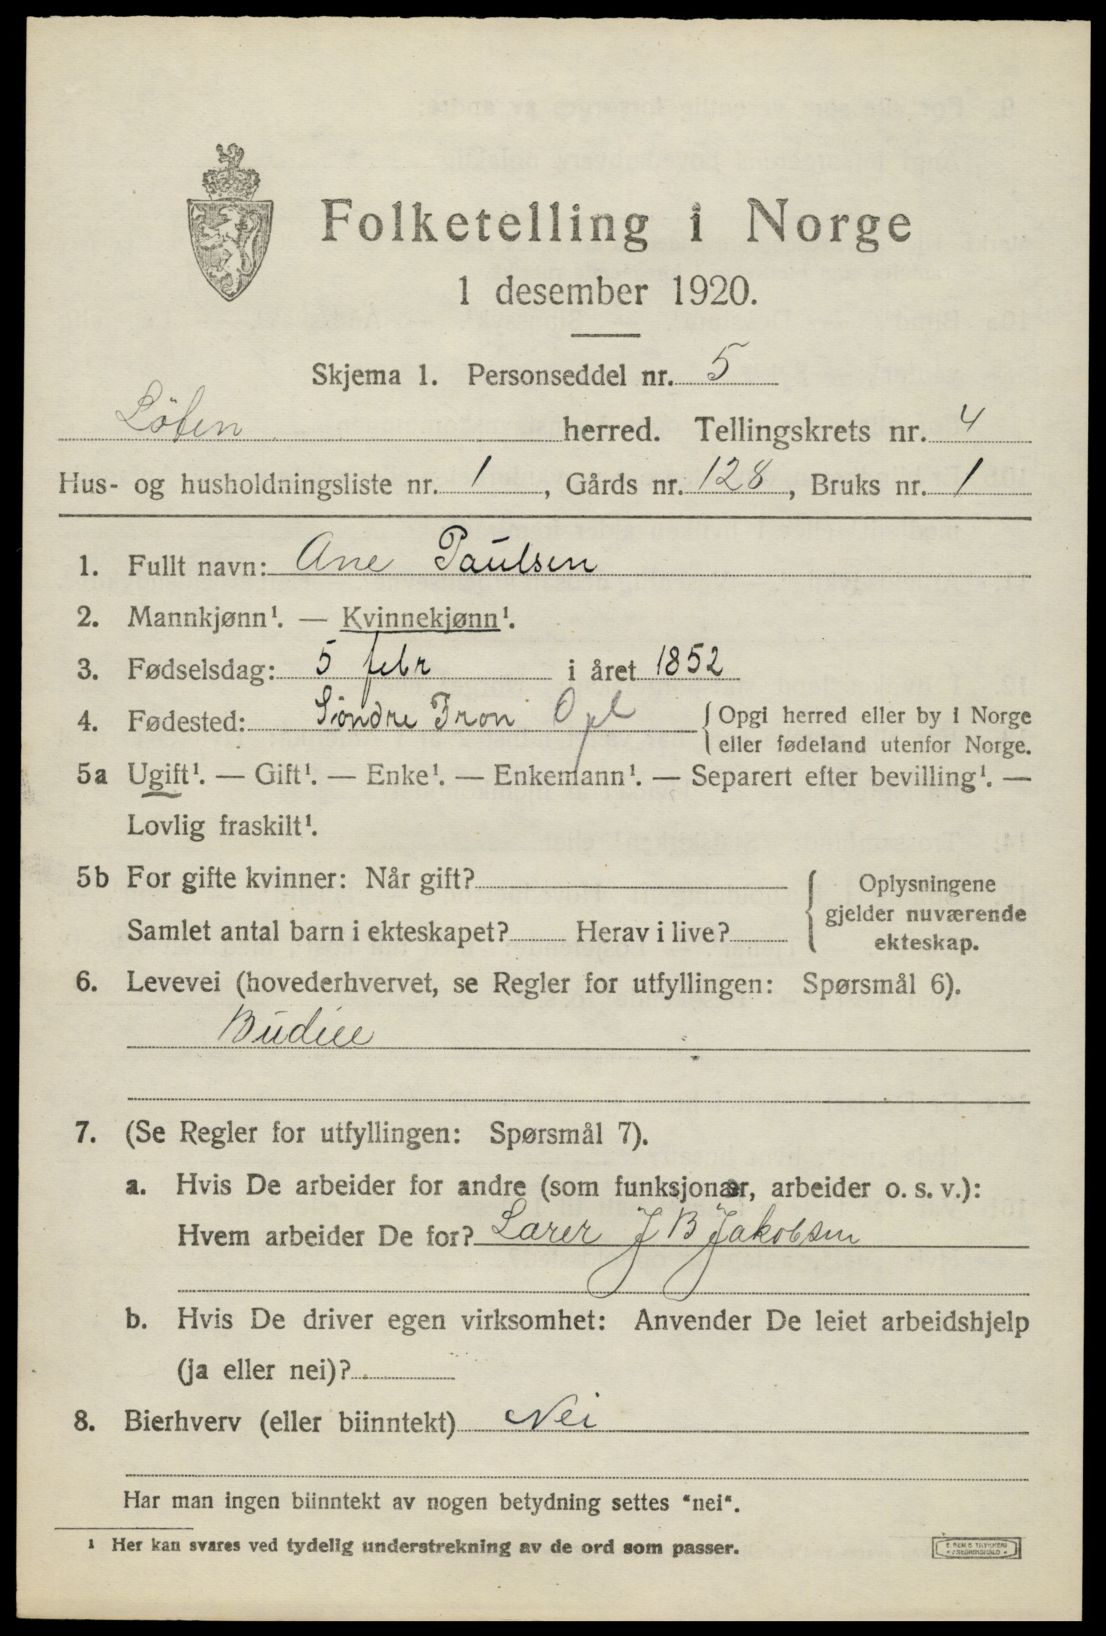 Folketelling i Norge
1 desember 1920.
Skjema 1. Personseddel nr. 5
Löten herred. Tellingskrets nr. 4
Hus- og husholdningsliste nr. 1, Gårds nr. 128, Bruks nr. 1
1. Fullt navn: Ane Paulsen
2. Mannkjønn¹. — Kvinnekjønn¹.
3. Fødselsdag: 5 febr i året 1852
4. Fødested: Söndre Fron Opl {Opgi herred eller by i Norge
eller fødeland utenfor Norge.
5a Ugift¹. — Gift¹. — Enke¹. — Enkemann¹. — Separert efter bevilling¹. —
Lovlig fraskilt¹.
5b For gifte kvinner: Når gift? { Oplysningene
gjelder nuværende
Samlet antal barn i ekteskapet? Herav i live?
ekteskap.
6. Levevei (hovederhvervet, se Regler for utfyllingen: Spørsmål 6).
Budeie
7. (Se Regler for utfyllingen: Spørsmål 7).
a. Hvis De arbeider for andre (som funksjonær, arbeider o. s. v.):
Hvem arbeider De for? Lærer J B Jakobsen
b. Hvis De driver egen virksomhet: Anvender De leiet arbeidshjelp
(ja eller nei)?
8. Bierhverv (eller biinntekt) Nei
Har man ingen biinntekt av nogen betydning settes "nei".
¹ Her kan svares ved tydelig understrekning av de ord som passer.